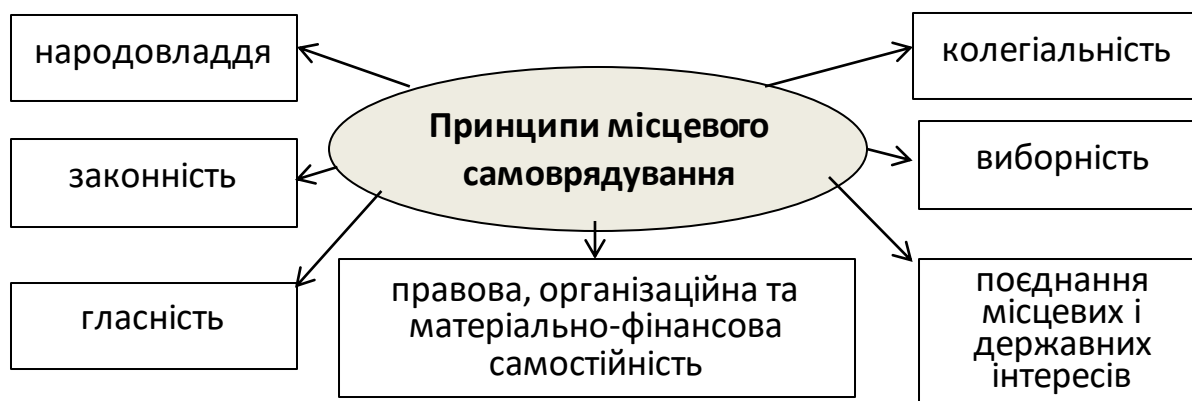 народовладдя
колегіальність
Принципи місцевого
самоврядування
законність
виборність
гласність
правова, організаційна та
матеріально-фінансова
самостійність
поєднання
місцевих і
державних
інтересів